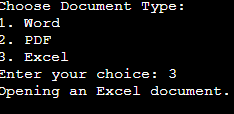 Choose Document Type:
1. Word
2. PDF
3. Excel
Enter your choice: 3
Opening an Excel document.